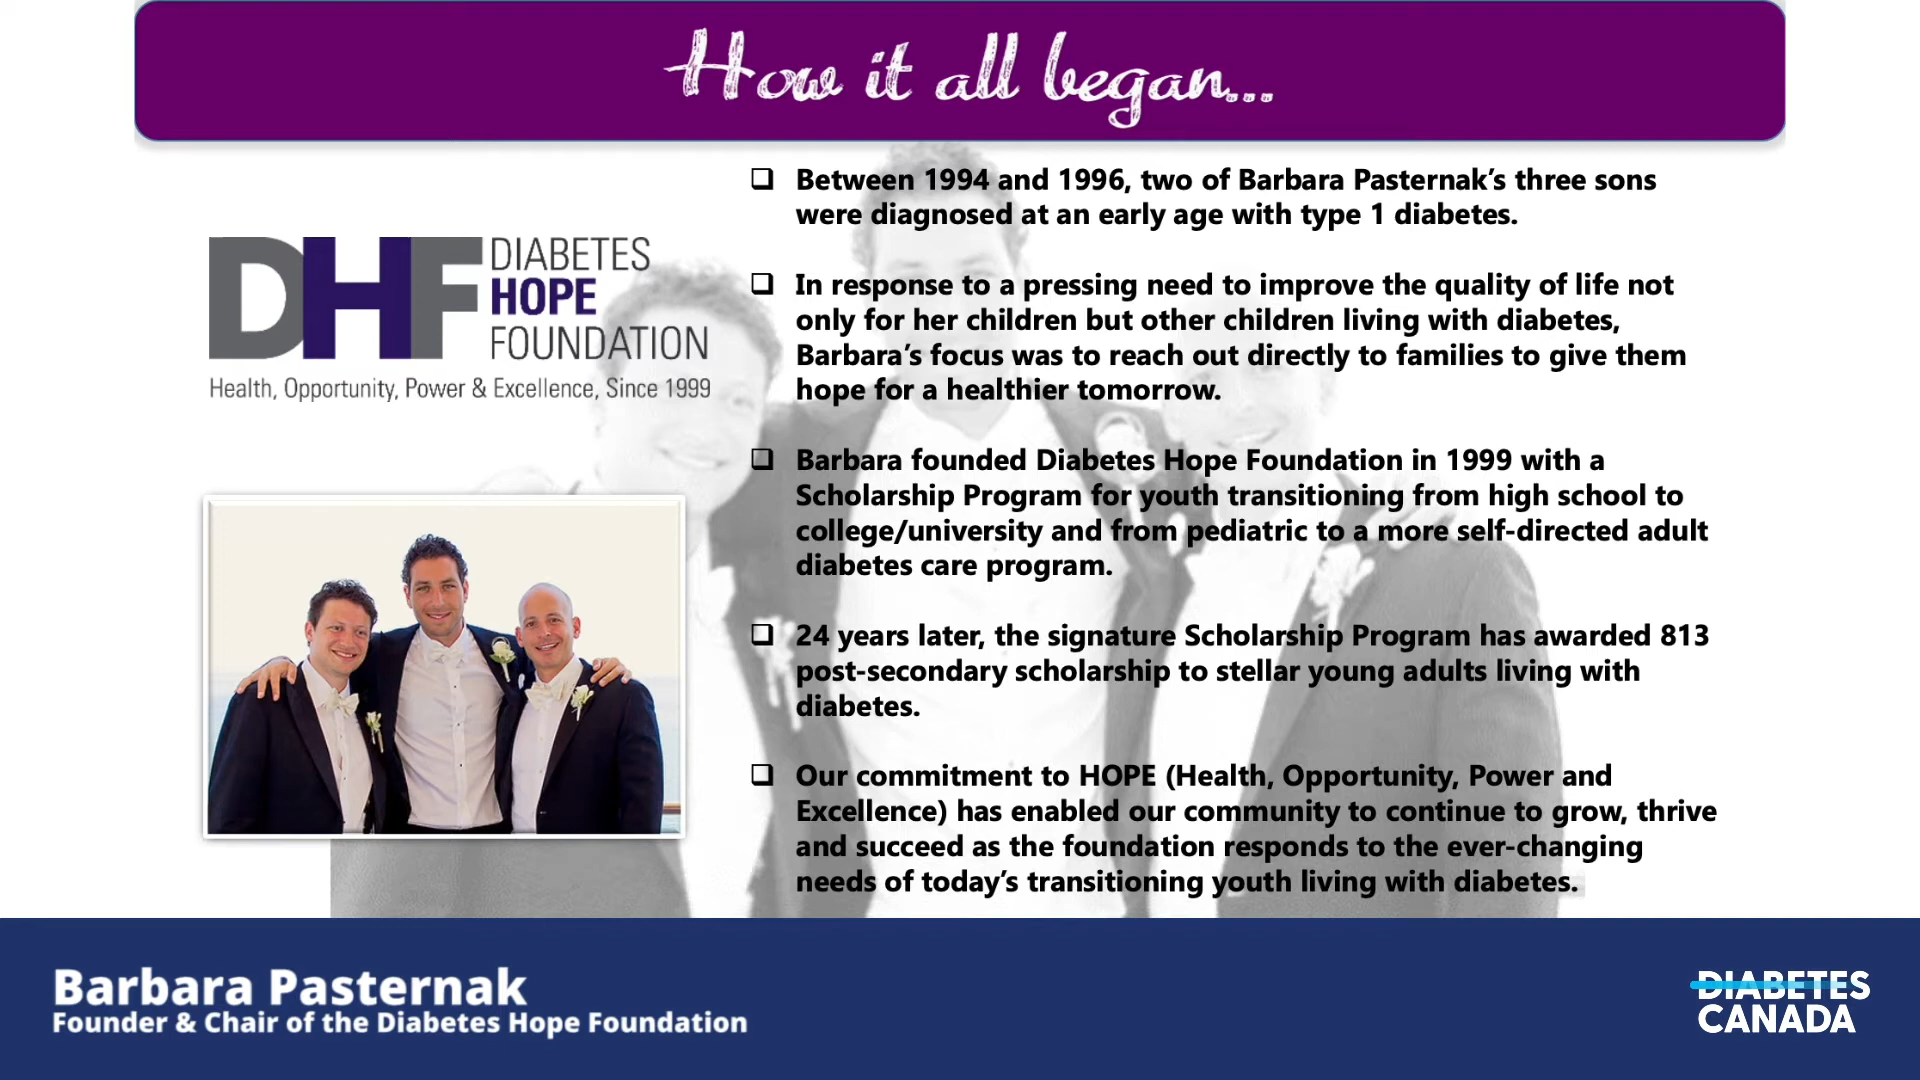 How it all began...
DHF DIABETES
HOPE
FOUNDATION
Health, Opportunity, Power & Excellence, Since 1999
❑ Between 1994 and 1996, two of Barbara Pasternak’s three sons
were diagnosed at an early age with type 1 diabetes.
❑ In response to a pressing need to improve the quality of life not
only for her children but other children living with diabetes,
Barbara’s focus was to reach out directly to families to give them
hope for a healthier tomorrow.
❑ Barbara founded Diabetes Hope Foundation in 1999 with a
Scholarship Program for youth transitioning from high school to
college/university and from pediatric to a more self-directed adult
diabetes care program.
❑ 24 years later, the signature Scholarship Program has awarded 813
post-secondary scholarship to stellar young adults living with
diabetes.
❑ Our commitment to HOPE (Health, Opportunity, Power and
Excellence) has enabled our community to continue to grow, thrive
and succeed as the foundation responds to the ever-changing
needs of today’s transitioning youth living with diabetes.
Barbara Pasternak
Founder & Chair of the Diabetes Hope Foundation
DIABETES
CANADA